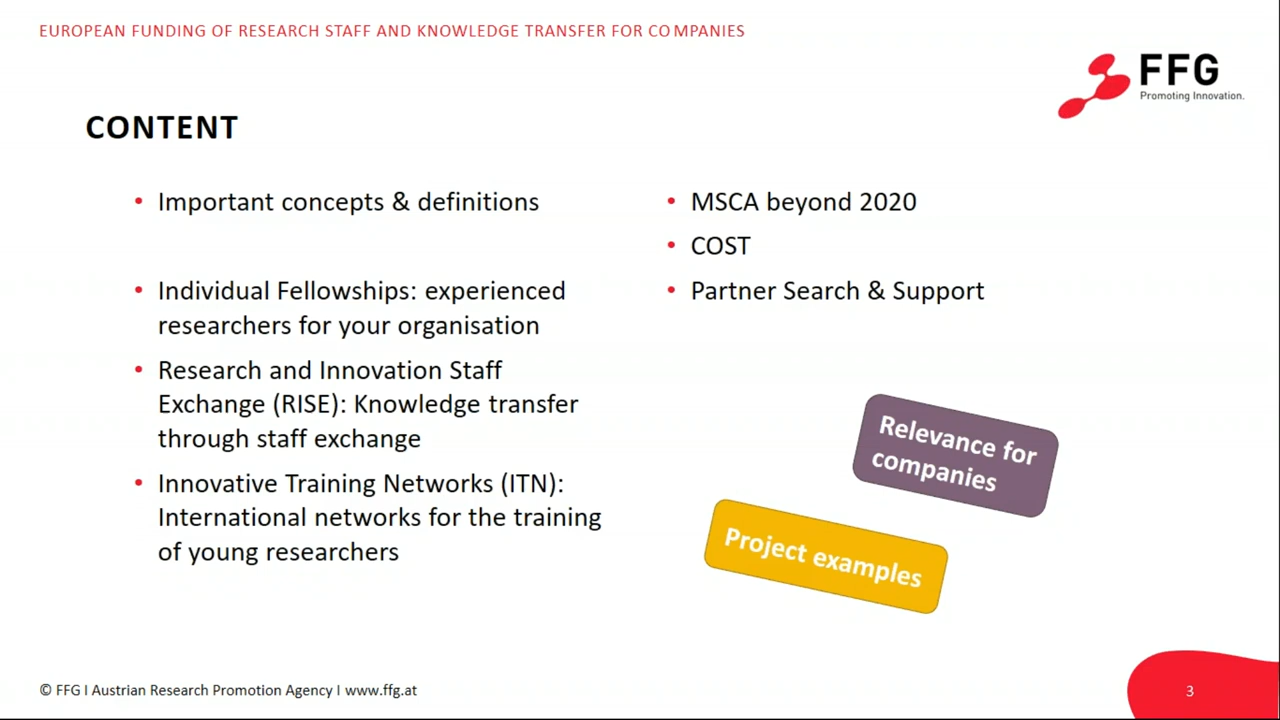 EUROPEAN FUNDING OF RESEARCH STAFF AND KNOWLEDGE TRANSFER FOR COMPANIES
FFG
Promoting Innovation.
CONTENT
• Important concepts & definitions
• Individual Fellowships: experienced
researchers for your organisation
• Research and Innovation Staff
Exchange (RISE): Knowledge transfer
through staff exchange
• Innovative Training Networks (ITN):
International networks for the training
of young researchers
• MSCA beyond 2020
• COST
• Partner Search & Support
Relevance for
companies
Project examples
© FFG I Austrian Research Promotion Agency I www.ffg.at
3